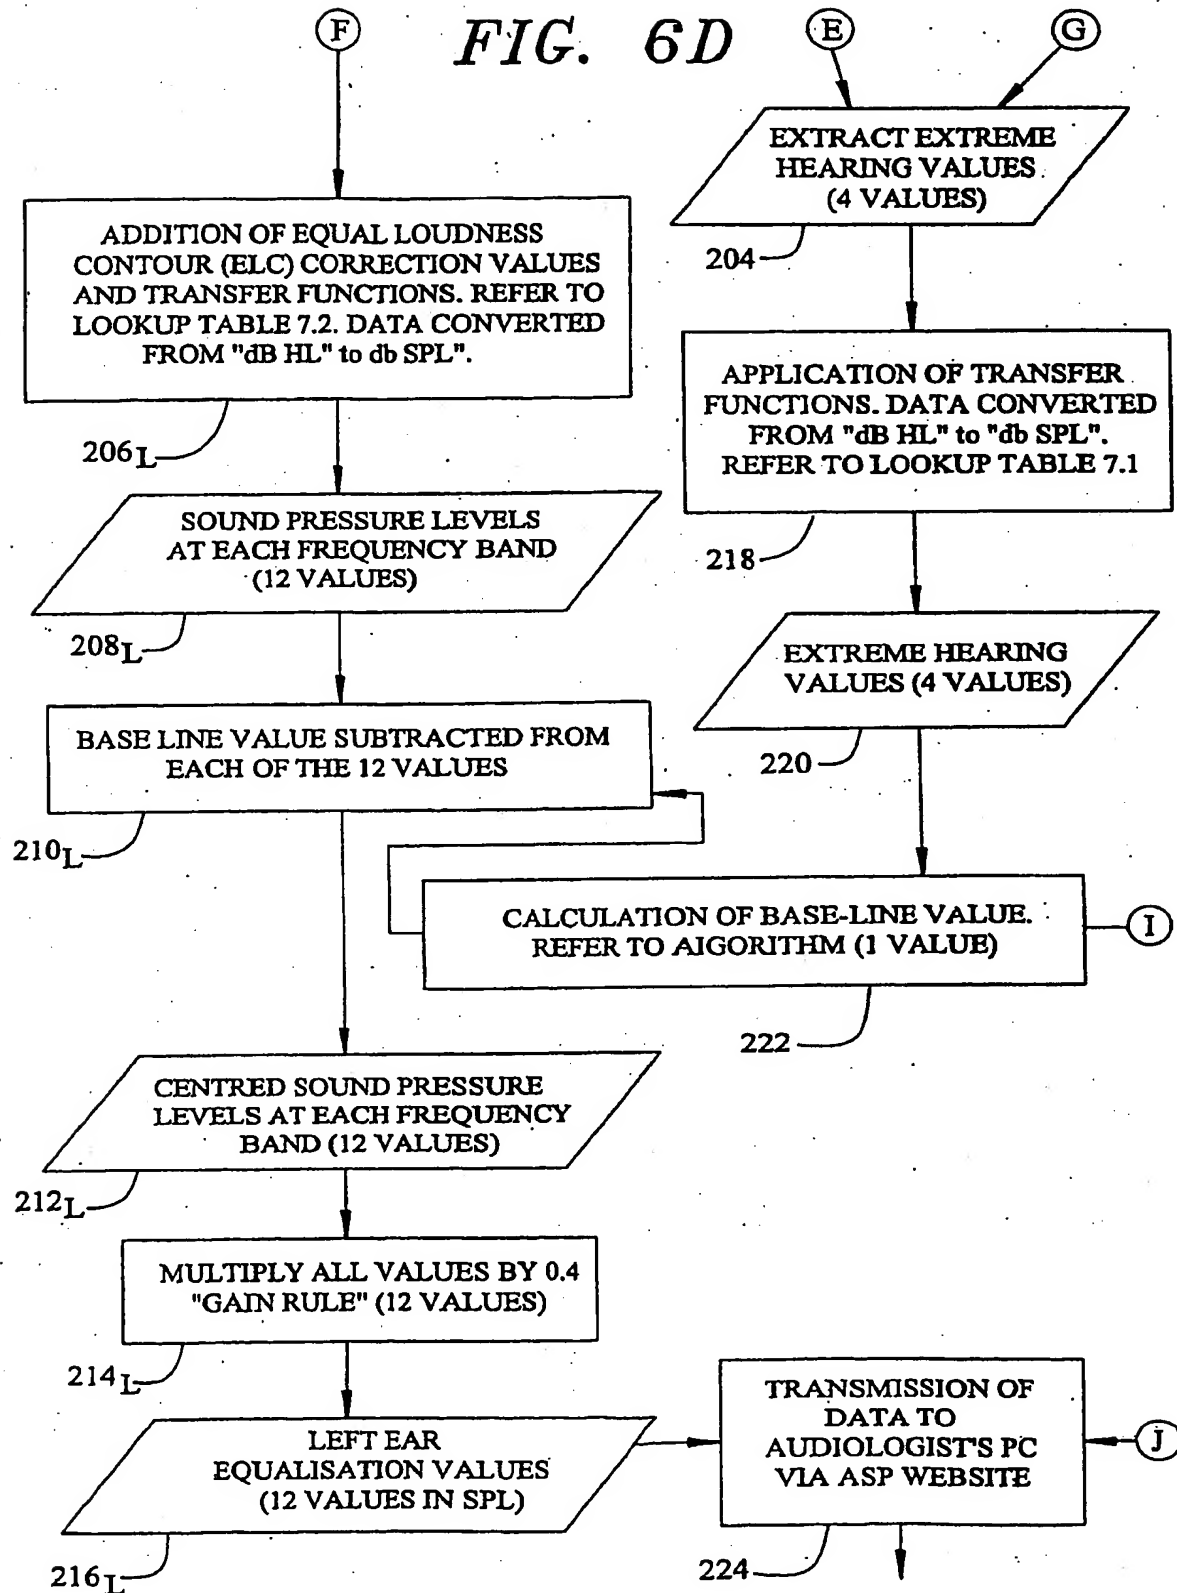 FIG. 6D
F
E
G
EXTRACT EXTREME
HEARING VALUES
(4 VALUES)
204
ADDITION OF EQUAL LOUDNESS
CONTOUR (ELC) CORRECTION VALUES
AND TRANSFER FUNCTIONS. REFER TO
LOOKUP TABLE 7.2. DATA CONVERTED
FROM "dB HL" to db SPL".
206L
APPLICATION OF TRANSFER
FUNCTIONS. DATA CONVERTED
FROM "dB HL" to "db SPL".
REFER TO LOOKUP TABLE 7.1
218
SOUND PRESSURE LEVELS
AT EACH FREQUENCY BAND
(12 VALUES)
208L
EXTREME HEARING
VALUES (4 VALUES)
220
BASE LINE VALUE SUBTRACTED FROM
EACH OF THE 12 VALUES
210L
CALCULATION OF BASE-LINE VALUE.
REFER TO AIGORITHM (1 VALUE)
I
222
CENTRED SOUND PRESSURE
LEVELS AT EACH FREQUENCY
BAND (12 VALUES)
212L
MULTIPLY ALL VALUES BY 0.4
"GAIN RULE" (12 VALUES)
214L
LEFT EAR
EQUALISATION VALUES
(12 VALUES IN SPL)
216L
TRANSMISSION OF
DATA TO
AUDIOLOGIST'S PC
VIA ASP WEBSITE
J
224